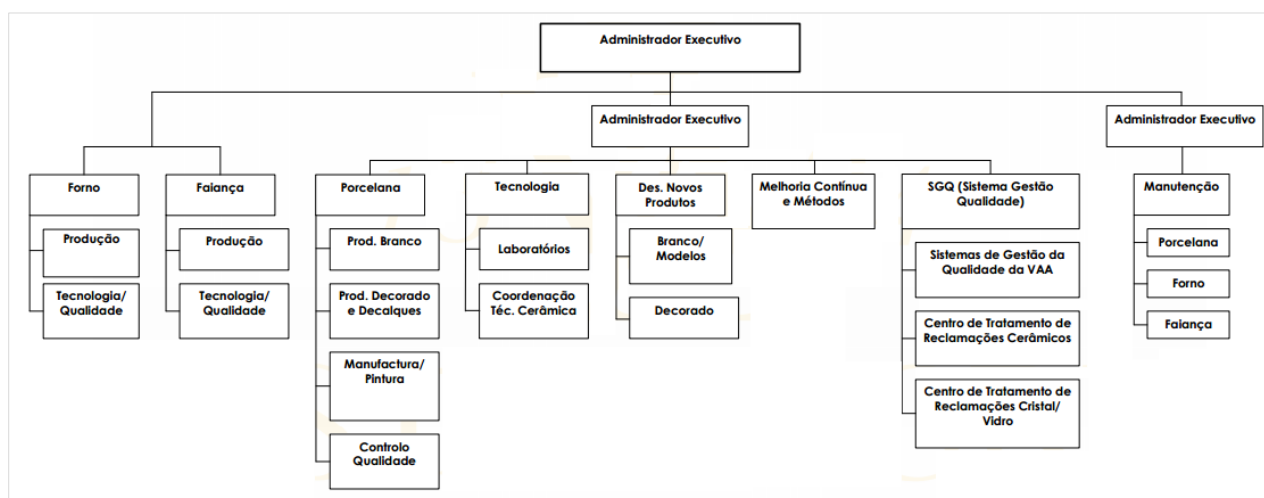 Administrador Executivo
Administrador Executivo
Administrador Executivo
Forno
Faiança
Porcelana
Tecnologia
Des. Novos
Produtos
Melhoria Contínua
e Métodos
SGQ (Sistema Gestão
Qualidade)
Manutenção
Produção
Tecnologia/
Qualidade
Produção
Tecnologia/
Qualidade
Prod. Branco
Prod. Decorado
e Decalques
Manufactura/
Pintura
Controlo
Qualidade
Laboratórios
Coordenação
Téc. Cerâmica
Branco/
Modelos
Decorado
Sistemas de Gestão da
Qualidade da VAA
Centro de Tratamento de
Reclamações Cerâmicos
Centro de Tratamento de
Reclamações Cristal/
Vidro
Porcelana
Forno
Faiança